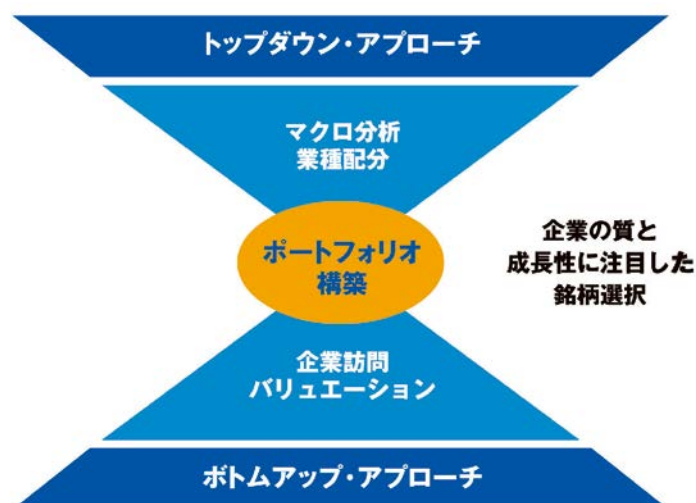 トップダウン・アプローチ
マクロ分析
業種配分
ポートフォリオ
構築
企業の質と
成長性に注目した
銘柄選択
企業訪問
バリュエーション
ボトムアップ・アプローチ